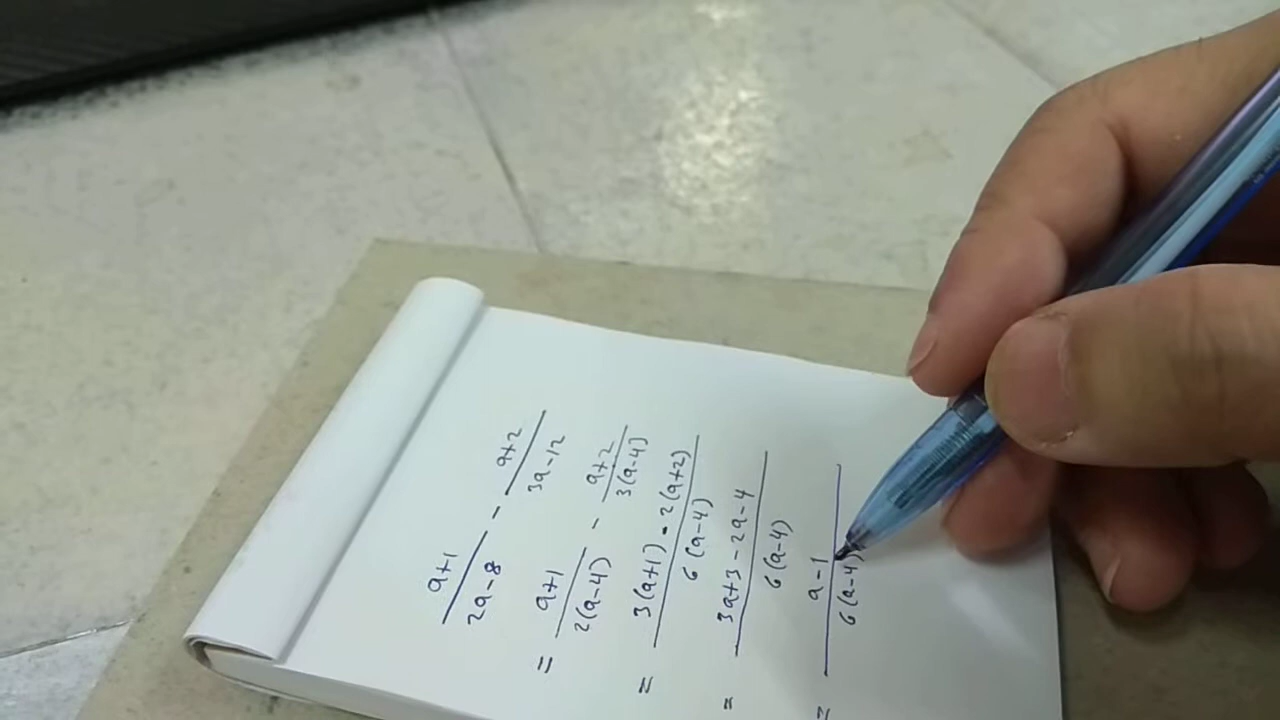 a+1/2a-8 - a+2/3a-12
= a+1/2(a-4) - a+2/3(a-4)
= 3(a+1)-2(a+2)/6(a-4)
= 3a+3-2a-4/6(a-4)
= a-1/6(a-4)